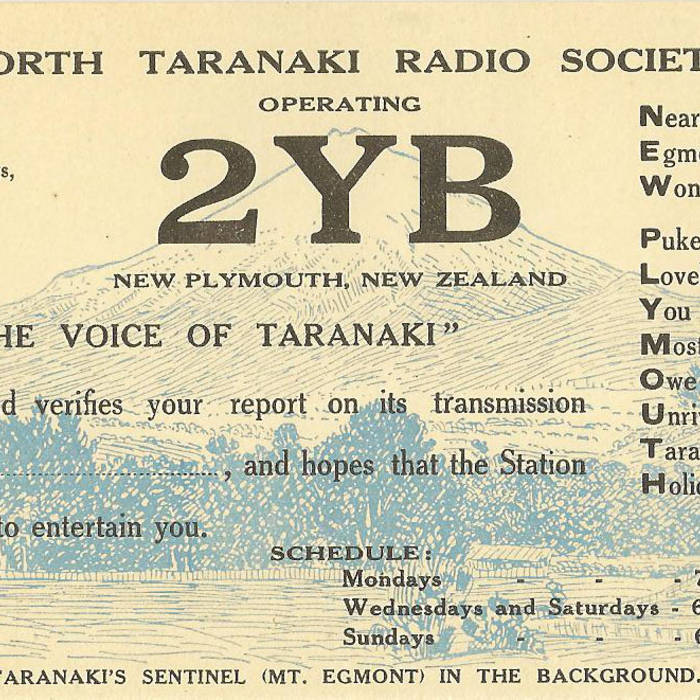 ORTH TARANAKI RADIO SOCIET
OPERATING
s,
2YB
NEW PLYMOUTH, NEW ZEALAND
HE VOICE OF TARANAKI”
d verifies your report on its transmission
, and hopes that the Station
to entertain you.
Near
Egm
Won
Puke
Love
You
Most
Owe
Unri
Tara
Holid
SCHEDULE:
Mondays - - - 7
Wednesdays and Saturdays - 6
Sundays - - - 6
TARANAKI'S SENTINEL (MT. EGMONT) IN THE BACKGROUND.